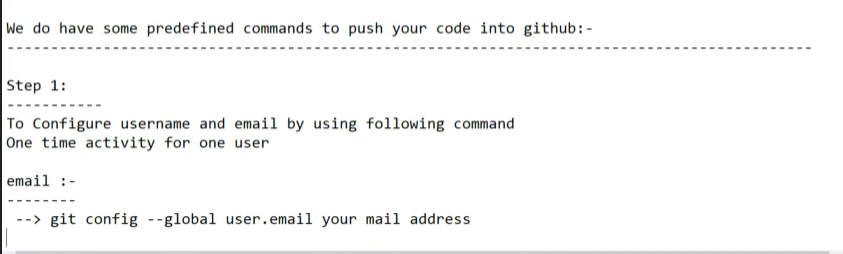 We do have some predefined commands to push your code into github:-
--------------------------------------------------------------------------------------------
Step 1:
-----------
To Configure username and email by using following command
One time activity for one user
email :-
--------
--> git config --global user.email your mail address